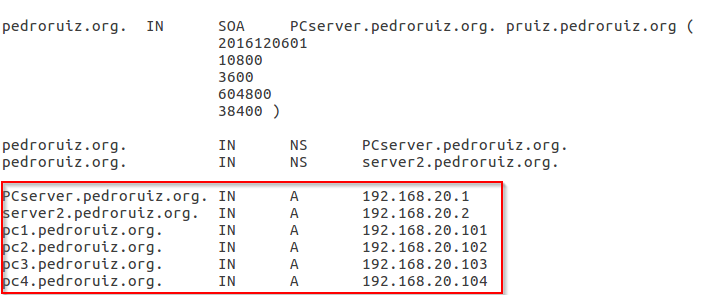 pedroruiz.org. IN SOA PCserver.pedroruiz.org. pruiz.pedroruiz.org (
2016120601
10800
3600
604800
38400 )
pedroruiz.org. IN NS PCserver.pedroruiz.org.
pedroruiz.org. IN NS server2.pedroruiz.org.
PCserver.pedroruiz.org. IN A 192.168.20.1
server2.pedroruiz.org. IN A 192.168.20.2
pc1.pedroruiz.org. IN A 192.168.20.101
pc2.pedroruiz.org. IN A 192.168.20.102
pc3.pedroruiz.org. IN A 192.168.20.103
pc4.pedroruiz.org. IN A 192.168.20.104